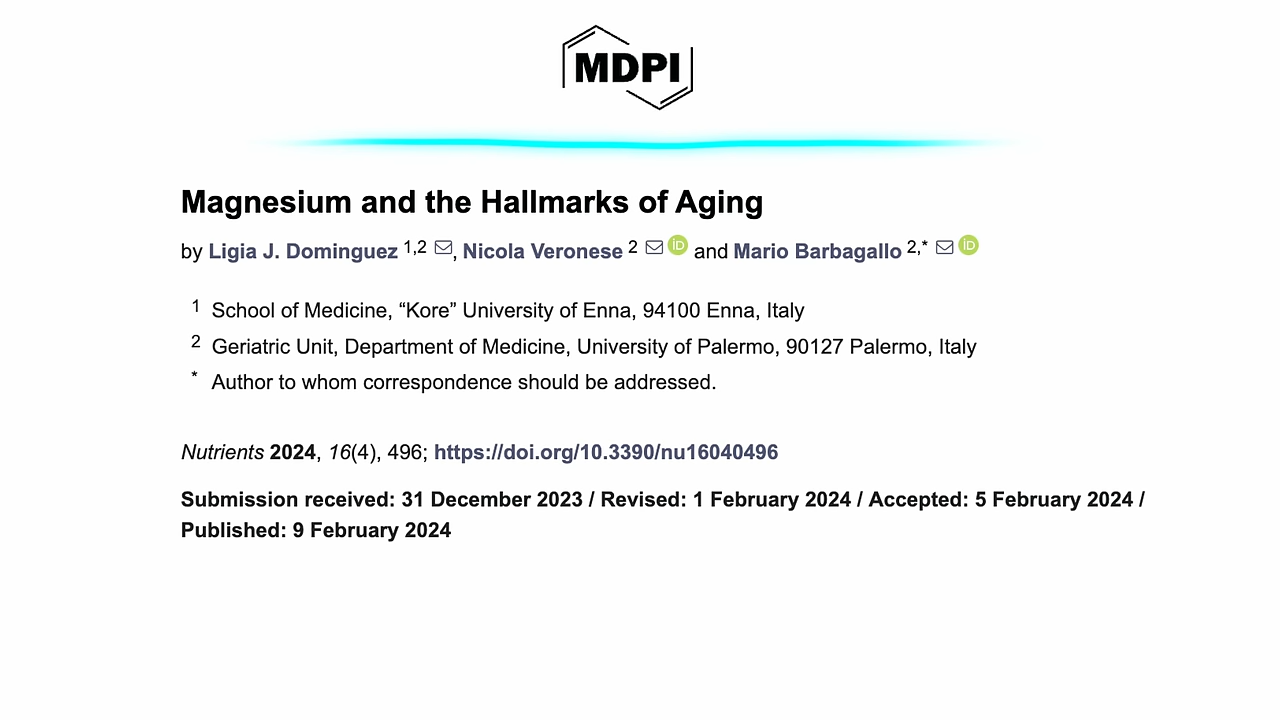 MDPI
Magnesium and the Hallmarks of Aging
by Ligia J. Dominguez 1,2, Nicola Veronese 2 iD and Mario Barbagallo 2,* iD
1 School of Medicine, “Kore” University of Enna, 94100 Enna, Italy
2 Geriatric Unit, Department of Medicine, University of Palermo, 90127 Palermo, Italy
* Author to whom correspondence should be addressed.
Nutrients 2024, 16(4), 496; https://doi.org/10.3390/nu16040496
Submission received: 31 December 2023 / Revised: 1 February 2024 / Accepted: 5 February 2024 /
Published: 9 February 2024